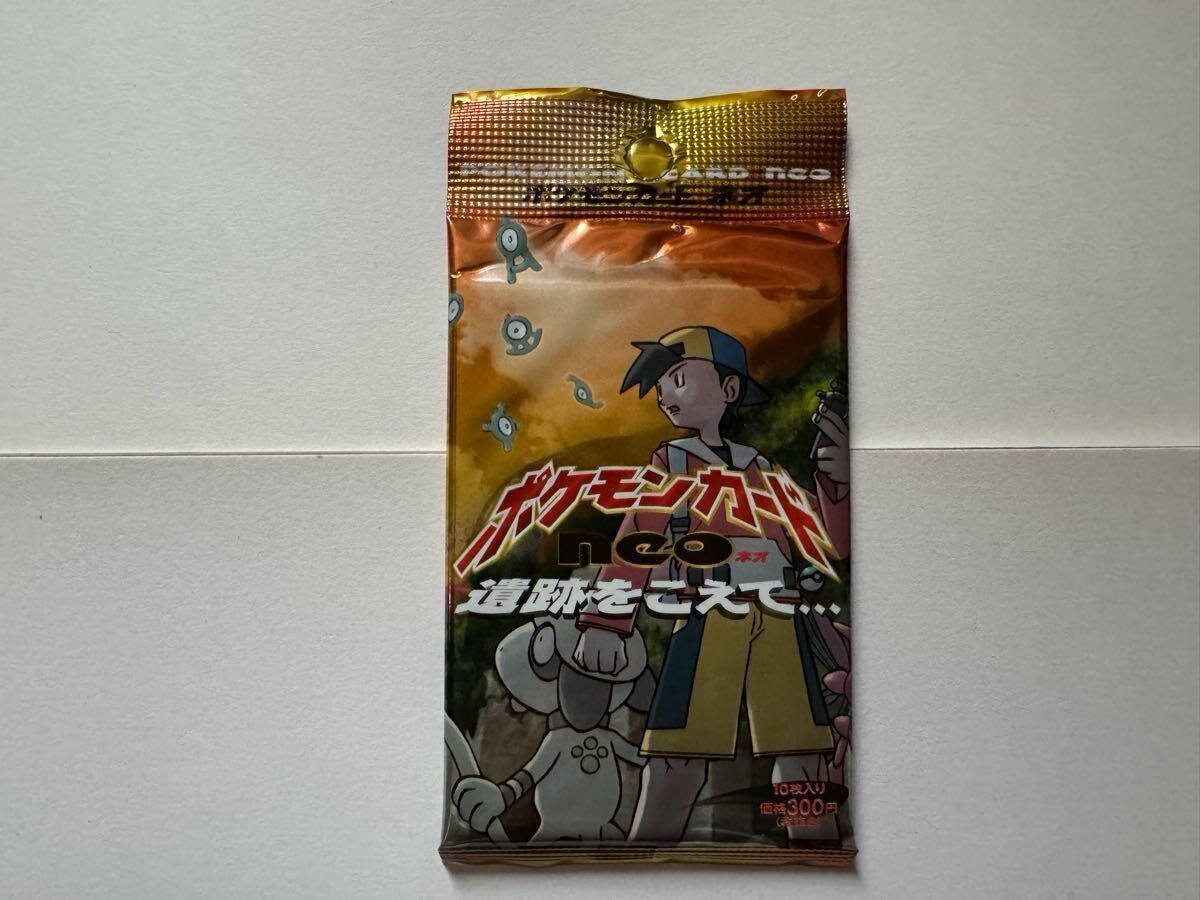 POKEMON CARD neo
ポケモンカード ネオ
ポケモンカード
neo ネオ
遺跡をこえて...
10枚入り
価格300円